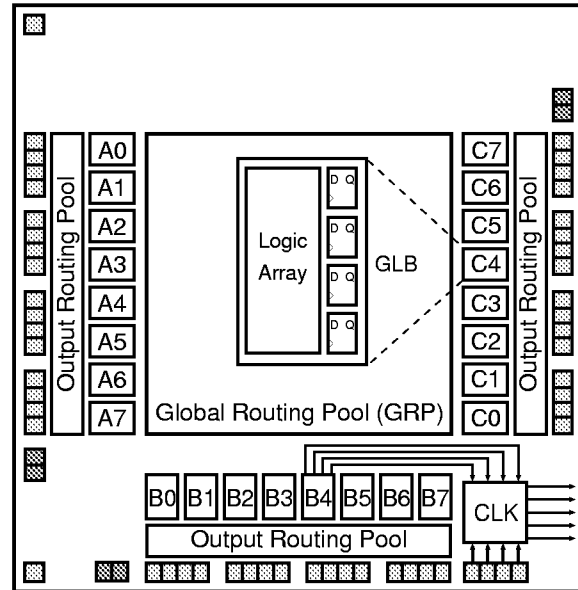 Output Routing Pool
A0
A1
A2
A3
A4
A5
A6
A7
Logic
Array
D Q
D Q
D Q
D Q
GLB
Global Routing Pool (GRP)
C7
C6
C5
C4
C3
C2
C1
C0
Output Routing Pool
B0 B1 B2 B3 B4 B5 B6 B7
Output Routing Pool
CLK